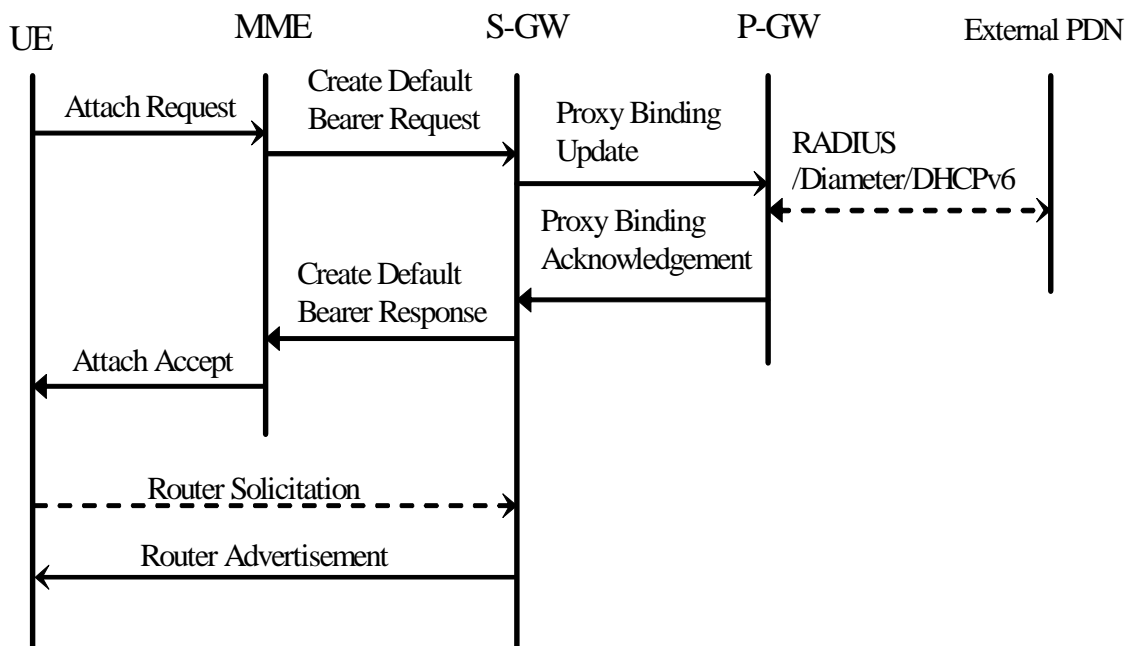 UE
MME
S-GW
P-GW
External PDN
Attach Request
Create Default
Bearer Request
Proxy Binding
Update
RADIUS
/Diameter/DHCPv6
Proxy Binding
Acknowledgement
Create Default
Bearer Response
Attach Accept
Router Solicitation
Router Advertisement